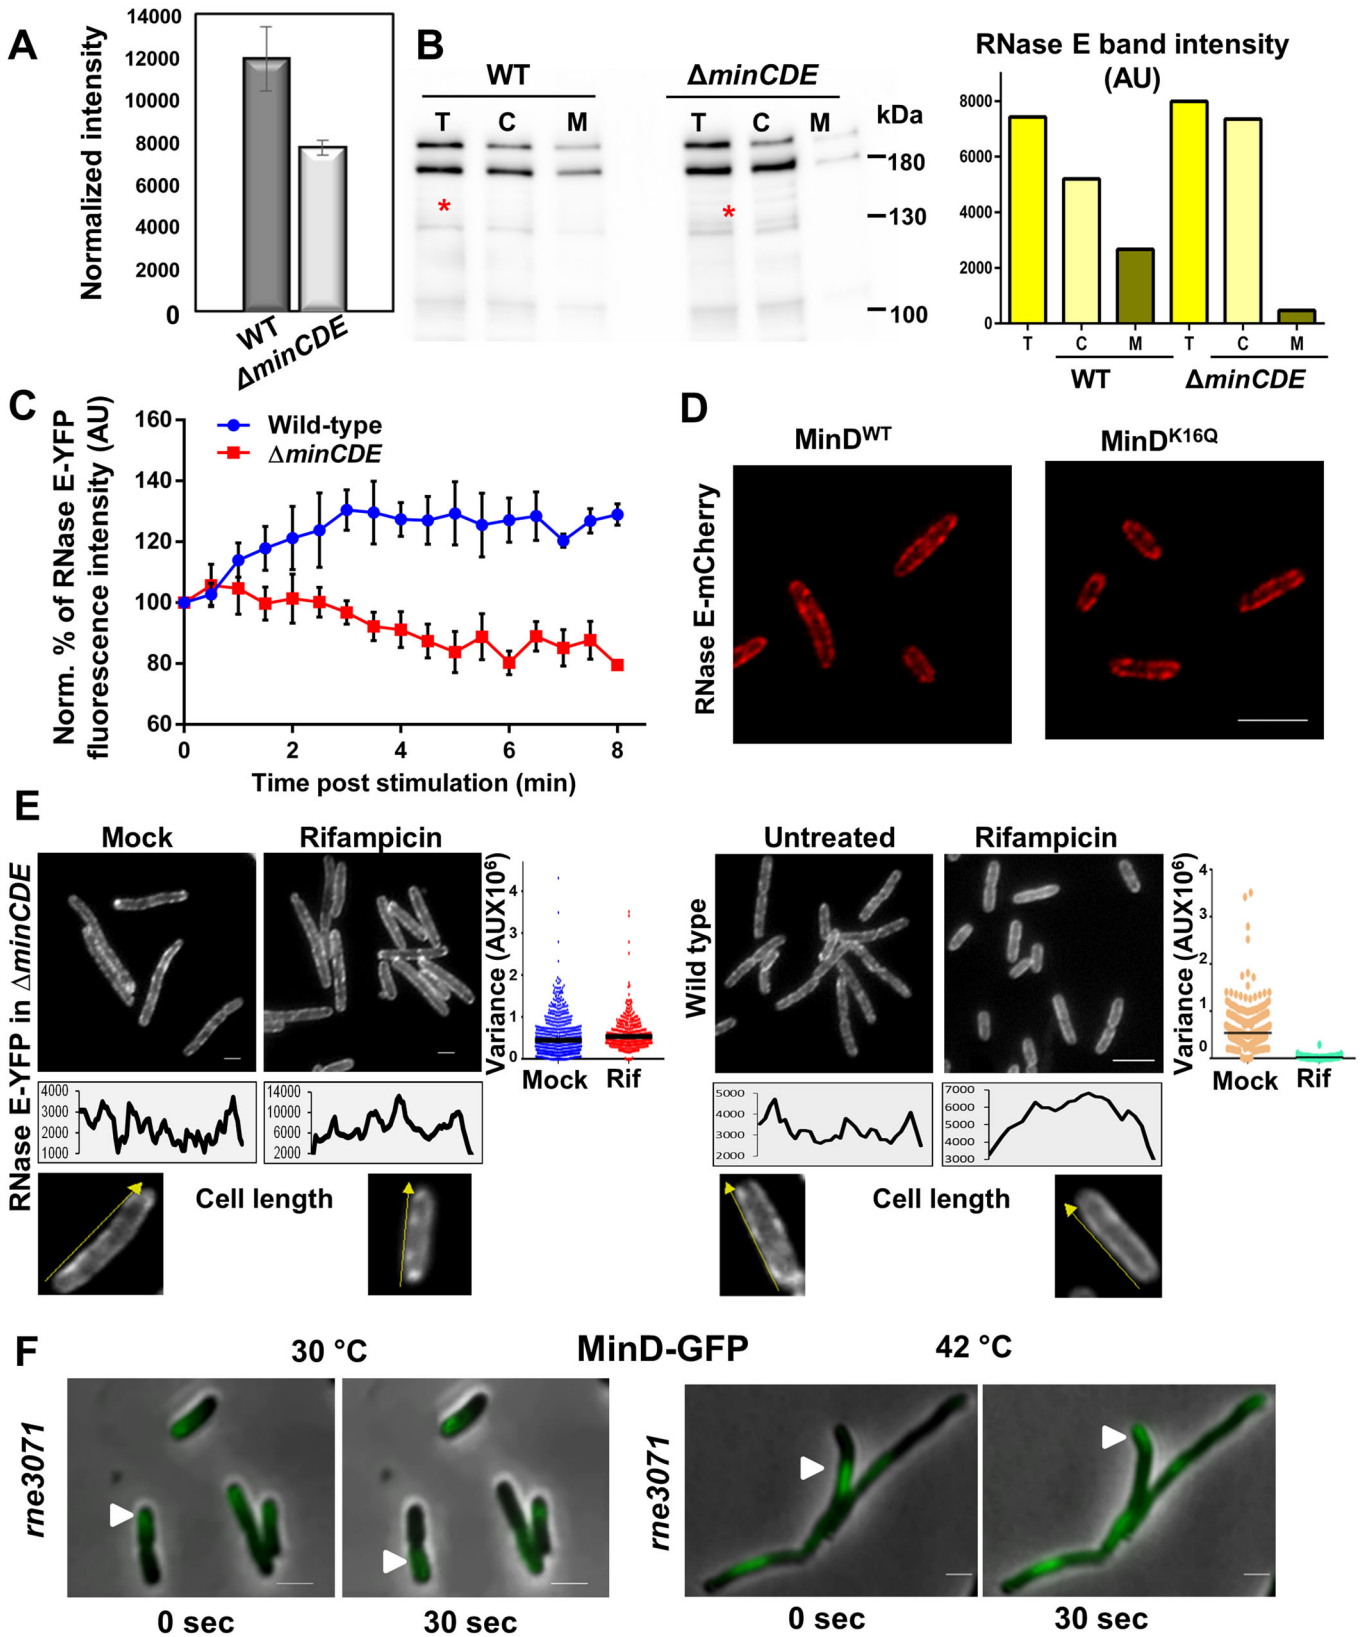 A
Normalized intensity
14000
12000
10000
8000
6000
4000
2000
0
WT
ΔminCDE
B
WT
ΔminCDE
T C M
T C M
kDa
* *
180
130
100
RNase E band intensity
(AU)
8000
6000
4000
2000
0
T C M T C M
WT ΔminCDE
C
Norm. % of RNase E-YFP
fluorescence intensity (AU)
Wild-type
ΔminCDE
160
140
120
100
80
60
0 2 4 6 8
Time post stimulation (min)
D
MinDWT MinDK16Q
RNase E-mCherry
E
RNase E-YFP in ΔminCDE
Mock Rifampicin
Variance (AUX10⁶)
4
3
2
1
0
Mock Rif
4000
3000
2000
1000
14000
10000
6000
2000
Cell length
Wild type
Untreated Rifampicin
Variance (AUX10⁶)
4
3
2
1
0
Mock Rif
5000
4000
3000
2000
7000
6000
5000
4000
3000
Cell length
F
30 °C MinD-GFP 42 °C
rne3071
rne3071
0 sec 30 sec 0 sec 30 sec